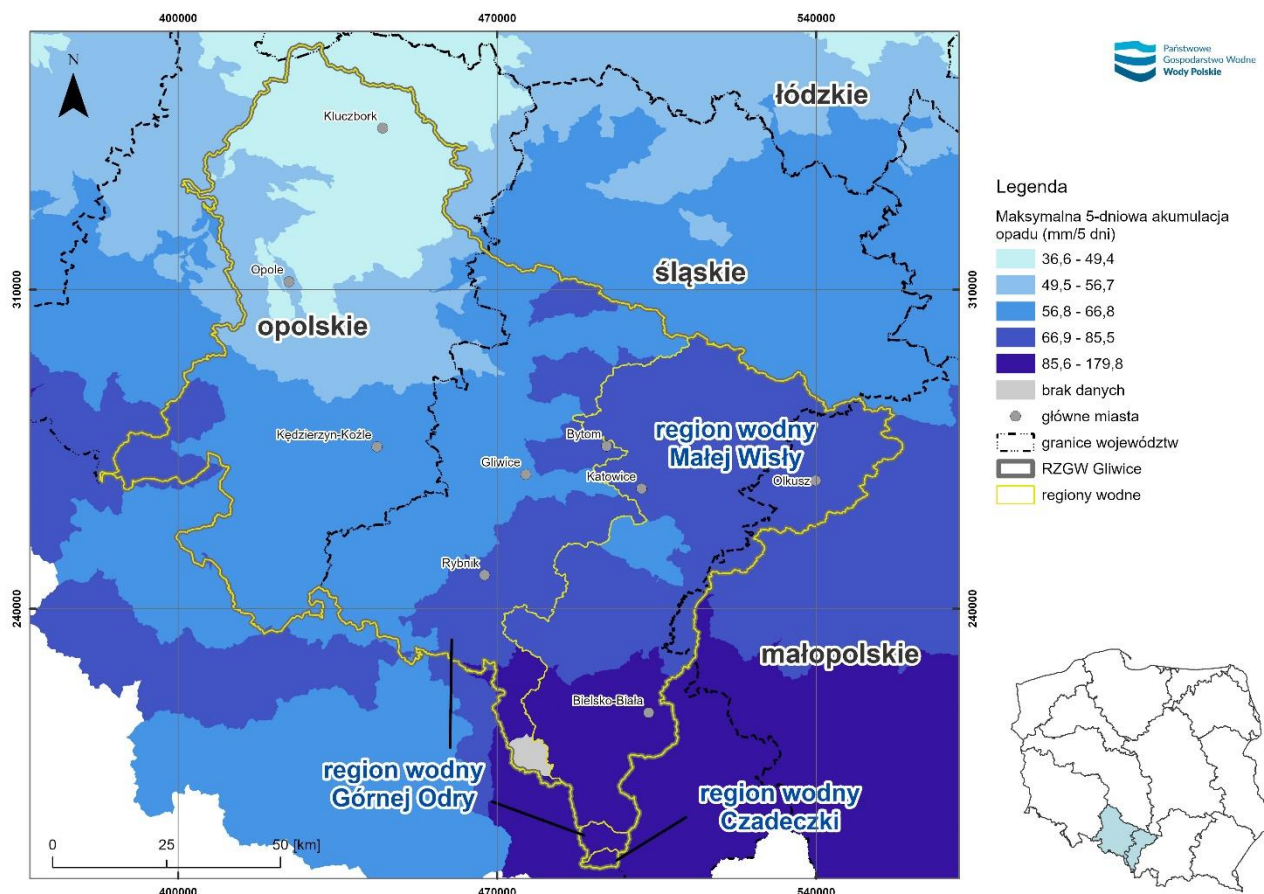 400000
470000
540000
Państwowe
Gospodarstwo Wodne
Wody Polskie
N
łódzkie
Kluczbork
Legenda
Maksymalna 5-dniowa akumulacja
opadu (mm/5 dni)
36,6 - 49,4
49,5 - 56,7
56,8 - 66,8
66,9 - 85,5
85,6 - 179,8
brak danych
główne miasta
granice województw
RZGW Gliwice
regiony wodne
310000
310000
Opole
śląskie
opolskie
Kędzierzyn-Koźle
Bytom
region wodny
Małej Wisły
Gliwice
Katowice
Olkusz
Rybnik
240000
240000
małopolskie
Bielsko-Biała
region wodny
Górnej Odry
region wodny
Czadeczki
0
25
50 [km]
400000
470000
540000